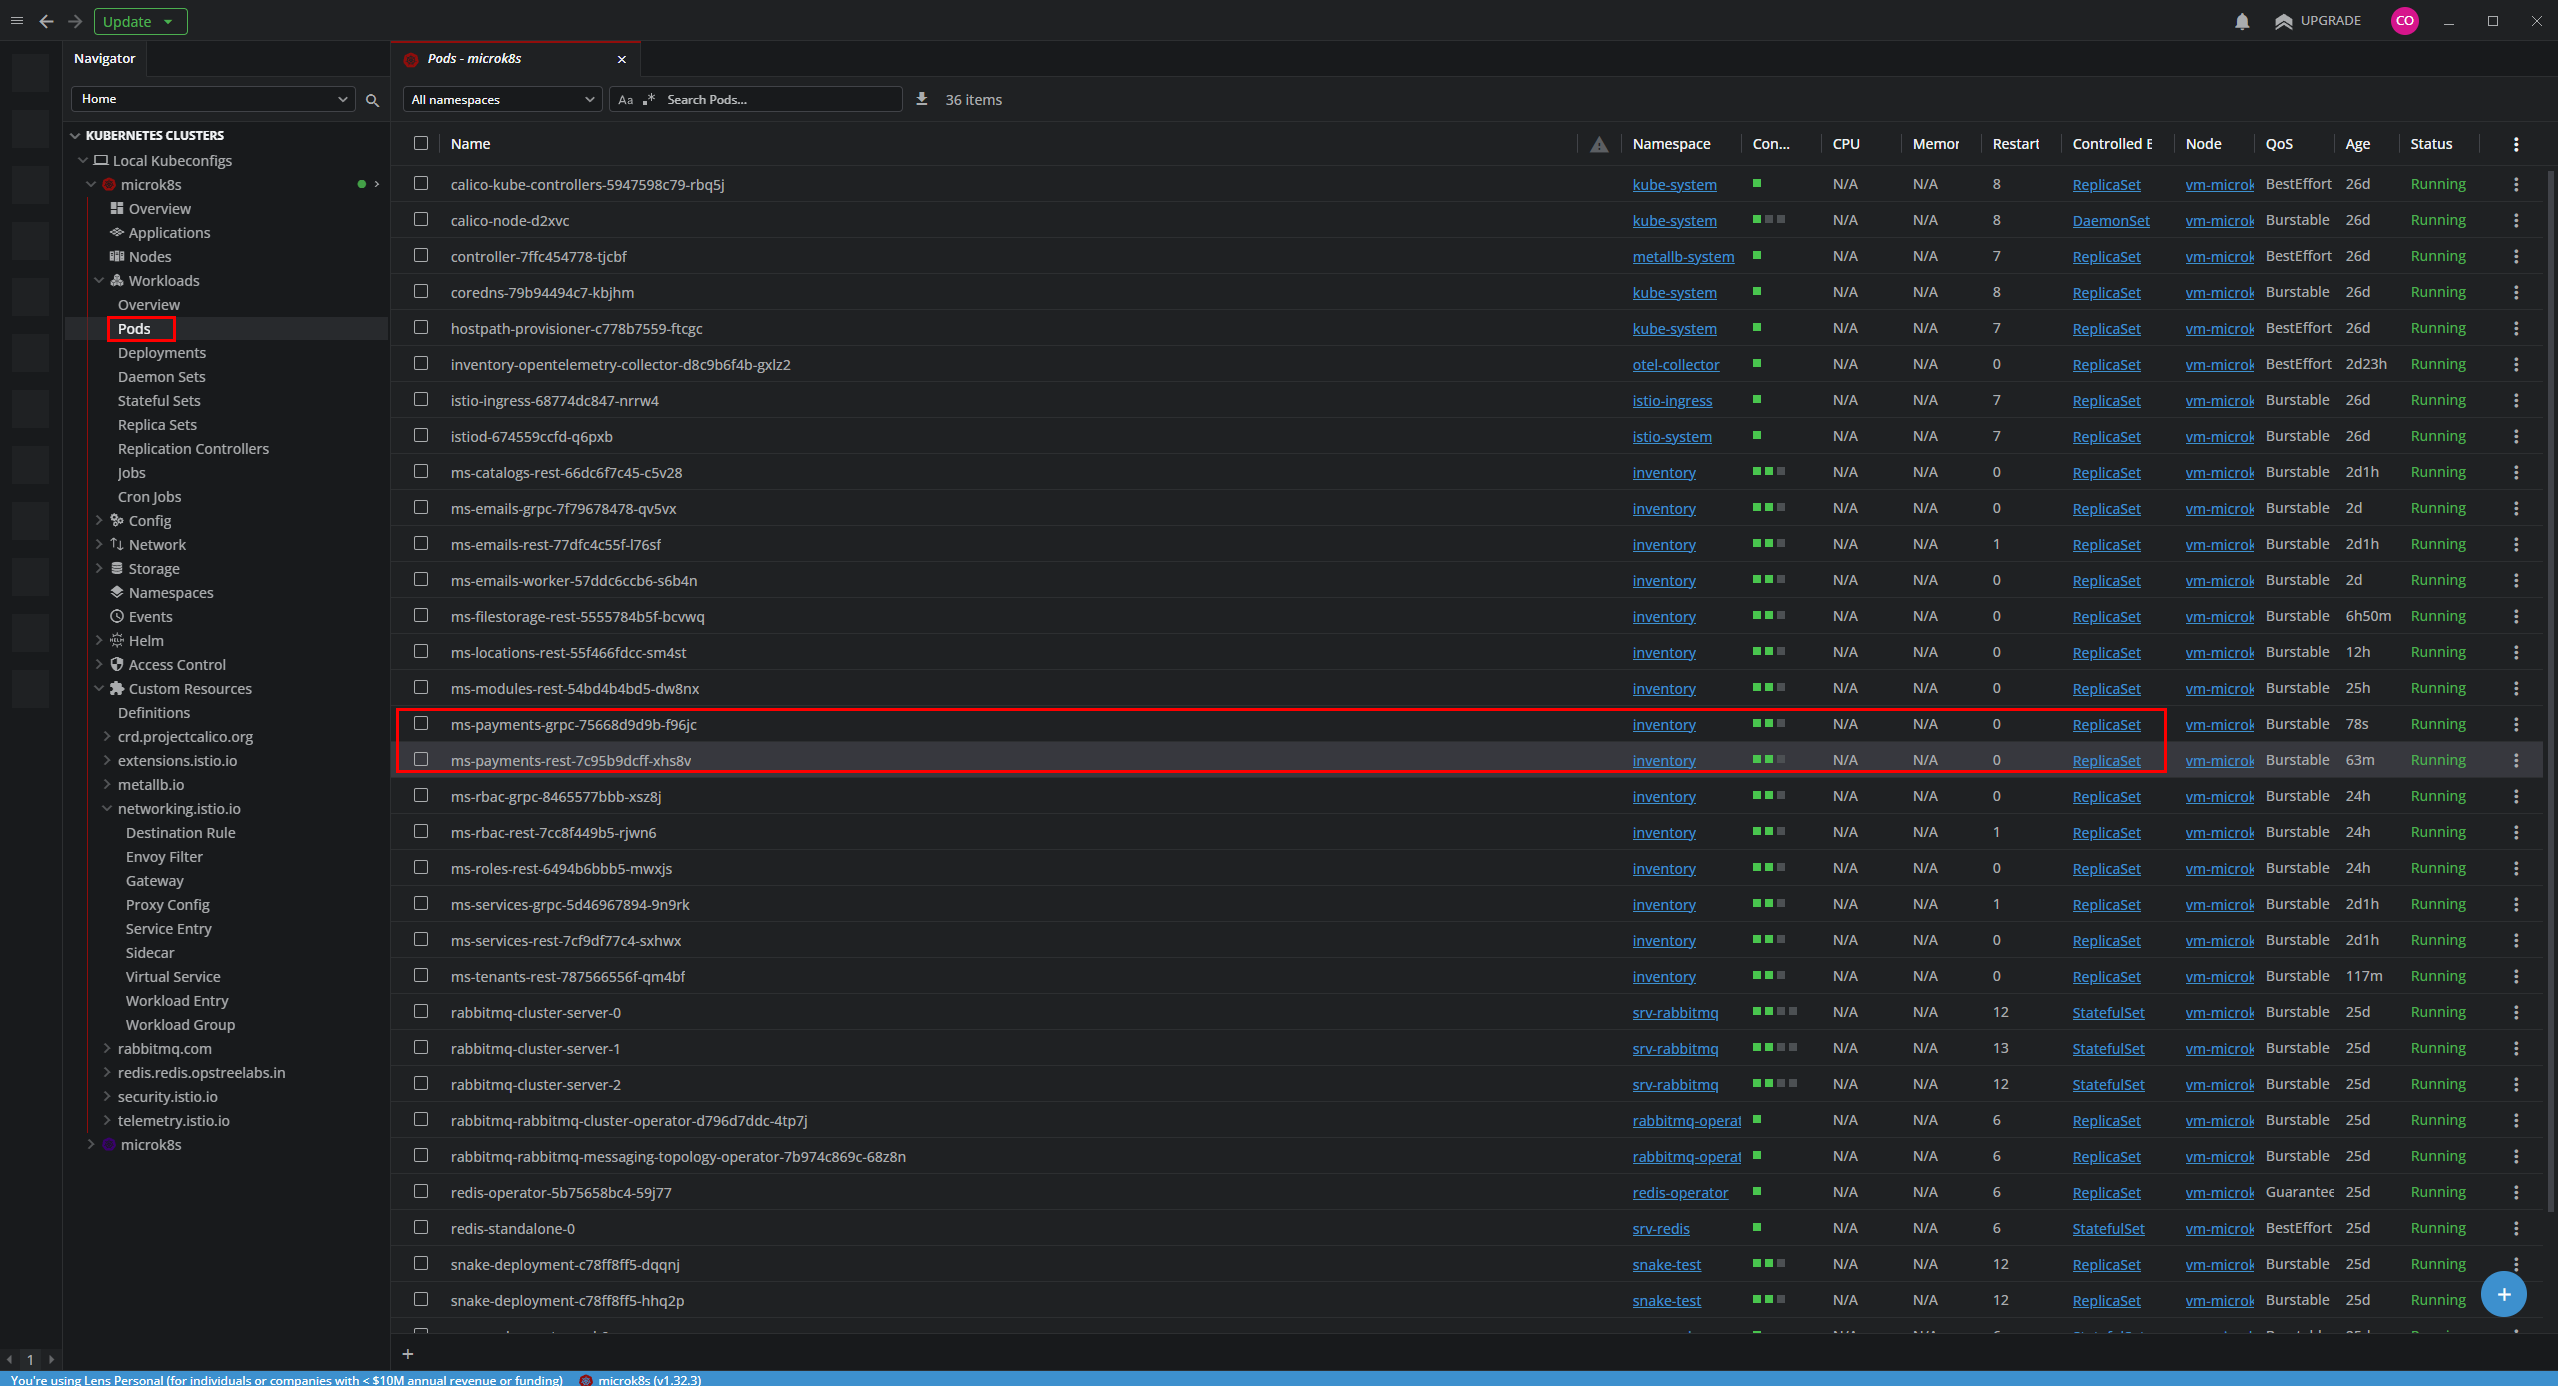 Update
UPGRADE
CO
Navigator
Pods - microk8s
Home
All namespaces
Aa .* Search Pods...
36 items
KUBERNETES CLUSTERS
Local Kubeconfigs
microk8s
Overview
Applications
Nodes
Workloads
Overview
Pods
Deployments
Daemon Sets
Stateful Sets
Replica Sets
Replication Controllers
Jobs
Cron Jobs
Config
Network
Storage
Namespaces
Events
Helm
Access Control
Custom Resources
Definitions
crd.projectcalico.org
extensions.istio.io
metallb.io
networking.istio.io
Destination Rule
Envoy Filter
Gateway
Proxy Config
Service Entry
Sidecar
Virtual Service
Workload Entry
Workload Group
rabbitmq.com
redis.redis.opstreelabs.in
security.istio.io
telemetry.istio.io
microk8s
Name Namespace Con... CPU Memor Restart Controlled B Node QoS Age Status
calico-kube-controllers-5947598c79-rbq5j kube-system N/A N/A 8 ReplicaSet vm-microk BestEffort 26d Running
calico-node-d2xvc kube-system N/A N/A 8 DaemonSet vm-microk Burstable 26d Running
controller-7ffc454778-tjcbf metallb-system N/A N/A 7 ReplicaSet vm-microk BestEffort 26d Running
coredns-79b94494c7-kbjhm kube-system N/A N/A 8 ReplicaSet vm-microk Burstable 26d Running
hostpath-provisioner-c778b7559-ftcgc kube-system N/A N/A 7 ReplicaSet vm-microk BestEffort 26d Running
inventory-opentelemetry-collector-d8c9b6f4b-gxlz2 otel-collector N/A N/A 0 ReplicaSet vm-microk BestEffort 2d23h Running
istio-ingress-68774dc847-nrrw4 istio-ingress N/A N/A 7 ReplicaSet vm-microk Burstable 26d Running
istiod-674559ccfd-q6pxb istio-system N/A N/A 7 ReplicaSet vm-microk Burstable 26d Running
ms-catalogs-rest-66dc6f7c45-c5v28 inventory N/A N/A 0 ReplicaSet vm-microk Burstable 2d1h Running
ms-emails-grpc-7f79678478-qv5vx inventory N/A N/A 0 ReplicaSet vm-microk Burstable 2d Running
ms-emails-rest-77dfc4c55f-l76sf inventory N/A N/A 1 ReplicaSet vm-microk Burstable 2d1h Running
ms-emails-worker-57ddc6ccb6-s6b4n inventory N/A N/A 0 ReplicaSet vm-microk Burstable 2d Running
ms-filestorage-rest-5555784b5f-bcvwq inventory N/A N/A 0 ReplicaSet vm-microk Burstable 6h50m Running
ms-locations-rest-55f466fdcc-sm4st inventory N/A N/A 0 ReplicaSet vm-microk Burstable 12h Running
ms-modules-rest-54bd4b4bd5-dw8nx inventory N/A N/A 0 ReplicaSet vm-microk Burstable 25h Running
ms-payments-grpc-75668d9d9b-f96jc inventory N/A N/A 0 ReplicaSet vm-microk Burstable 78s Running
ms-payments-rest-7c95b9dcff-xhs8v inventory N/A N/A 0 ReplicaSet vm-microk Burstable 63m Running
ms-rbac-grpc-8465577bbb-xsz8j inventory N/A N/A 0 ReplicaSet vm-microk Burstable 24h Running
ms-rbac-rest-7cc8f449b5-rjwn6 inventory N/A N/A 1 ReplicaSet vm-microk Burstable 24h Running
ms-roles-rest-6494b6bbb5-mwxjs inventory N/A N/A 0 ReplicaSet vm-microk Burstable 24h Running
ms-services-grpc-5d46967894-9n9rk inventory N/A N/A 1 ReplicaSet vm-microk Burstable 2d1h Running
ms-services-rest-7cf9df77c4-sxhwx inventory N/A N/A 0 ReplicaSet vm-microk Burstable 2d1h Running
ms-tenants-rest-787566556f-qm4bf inventory N/A N/A 0 ReplicaSet vm-microk Burstable 117m Running
rabbitmq-cluster-server-0 srv-rabbitmq N/A N/A 12 StatefulSet vm-microk Burstable 25d Running
rabbitmq-cluster-server-1 srv-rabbitmq N/A N/A 13 StatefulSet vm-microk Burstable 25d Running
rabbitmq-cluster-server-2 srv-rabbitmq N/A N/A 12 StatefulSet vm-microk Burstable 25d Running
rabbitmq-rabbitmq-cluster-operator-d796d7ddc-4tp7j rabbitmq-operat N/A N/A 6 ReplicaSet vm-microk Burstable 25d Running
rabbitmq-rabbitmq-messaging-topology-operator-7b974c869c-68z8n rabbitmq-operat N/A N/A 6 ReplicaSet vm-microk Burstable 25d Running
redis-operator-5b75658bc4-59j77 redis-operator N/A N/A 6 ReplicaSet vm-microk Guarantee 25d Running
redis-standalone-0 srv-redis N/A N/A 6 StatefulSet vm-microk BestEffort 25d Running
snake-deployment-c78ff8ff5-dqqnj snake-test N/A N/A 12 ReplicaSet vm-microk Burstable 25d Running
snake-deployment-c78ff8ff5-hhq2p snake-test N/A N/A 12 ReplicaSet vm-microk Burstable 25d Running
1
You're using Lens Personal (for individuals or companies with < $10M annual revenue or funding) microk8s (v1.32.3)